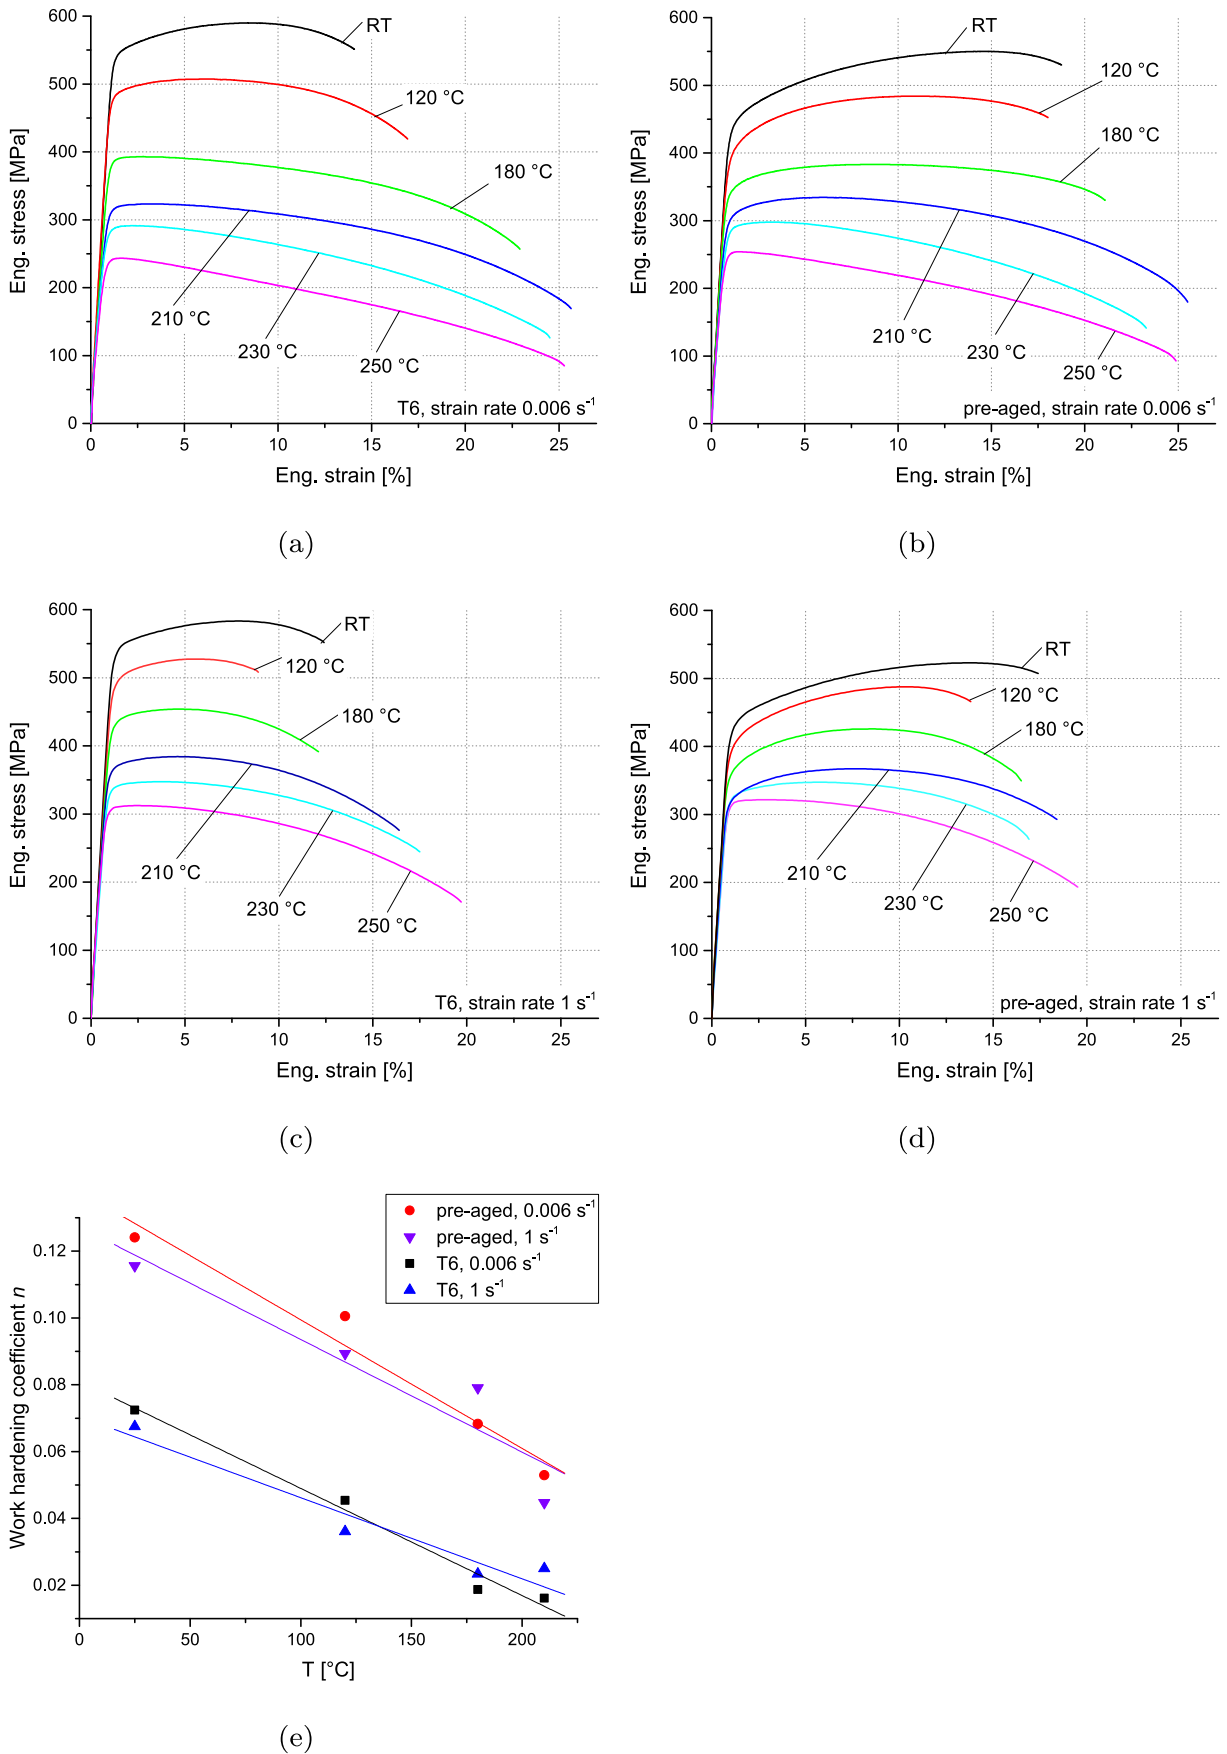 600
500
400
300
200
100
0
Eng. stress [MPa]
RT
120 °C
180 °C
210 °C
230 °C
250 °C
T6, strain rate 0.006 s⁻¹
0 5 10 15 20 25
Eng. strain [%]
(a)
600
500
400
300
200
100
0
Eng. stress [MPa]
RT
120 °C
180 °C
210 °C
230 °C
250 °C
pre-aged, strain rate 0.006 s⁻¹
0 5 10 15 20 25
Eng. strain [%]
(b)
600
500
400
300
200
100
0
Eng. stress [MPa]
RT
120 °C
180 °C
210 °C
230 °C
250 °C
T6, strain rate 1 s⁻¹
0 5 10 15 20 25
Eng. strain [%]
(c)
600
500
400
300
200
100
0
Eng. stress [MPa]
RT
120 °C
180 °C
210 °C
230 °C
250 °C
pre-aged, strain rate 1 s⁻¹
0 5 10 15 20 25
Eng. strain [%]
(d)
pre-aged, 0.006 s⁻¹
pre-aged, 1 s⁻¹
T6, 0.006 s⁻¹
T6, 1 s⁻¹
0.12
0.10
0.08
0.06
0.04
0.02
Work hardening coefficient n
0 50 100 150 200
T [°C]
(e)